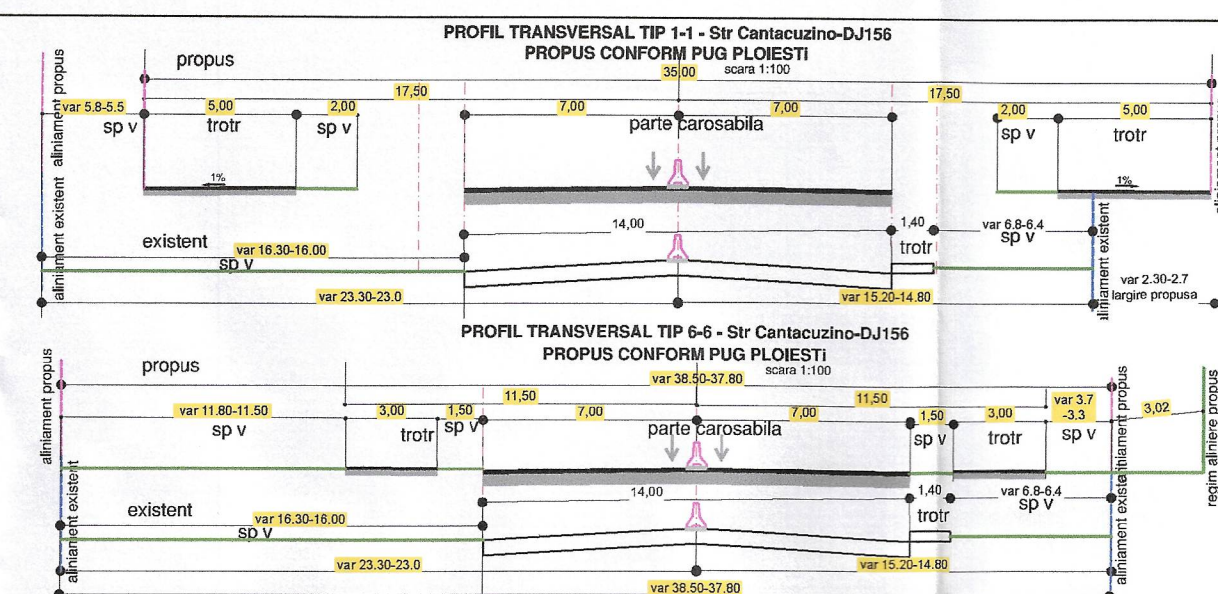 PROFIL TRANSVERSAL TIP 1-1 - Str Cantacuzino-DJ156
PROPUS CONFORM PUG PLOIESTi
scara 1:100
propus
35,00
17,50
17,50
var 5.8-5.5
5,00
2,00
7,00
7,00
2,00
5,00
sp v
trotr
sp v
parte carosabila
sp v
trotr
1%
1%
aliniament propus
aliniament existent
14,00
1,40
var 6.8-6.4
trotr
sp v
existent
var 16.30-16.00
sp v
aliniament existent
var 2.30-2.7
largire propusa
var 23.30-23.0
var 15.20-14.80
PROFIL TRANSVERSAL TIP 6-6 - Str Cantacuzino-DJ156
PROPUS CONFORM PUG PLOIESTi
scara 1:100
propus
var 38.50-37.80
11,50
11,50
var 11.80-11.50
3,00
1,50
7,00
7,00
1,50
3,00
var 3.7
-3.3
3,02
sp v
trotr
sp v
parte carosabila
sp v
trotr
sp v
aliniament propus
aliniament existent
aliniament propus
aliniament existent
regim aliniere propus
14,00
1,40
var 6.8-6.4
trotr
sp v
existent
var 16.30-16.00
sp v
var 23.30-23.0
var 15.20-14.80
var 38.50-37.80